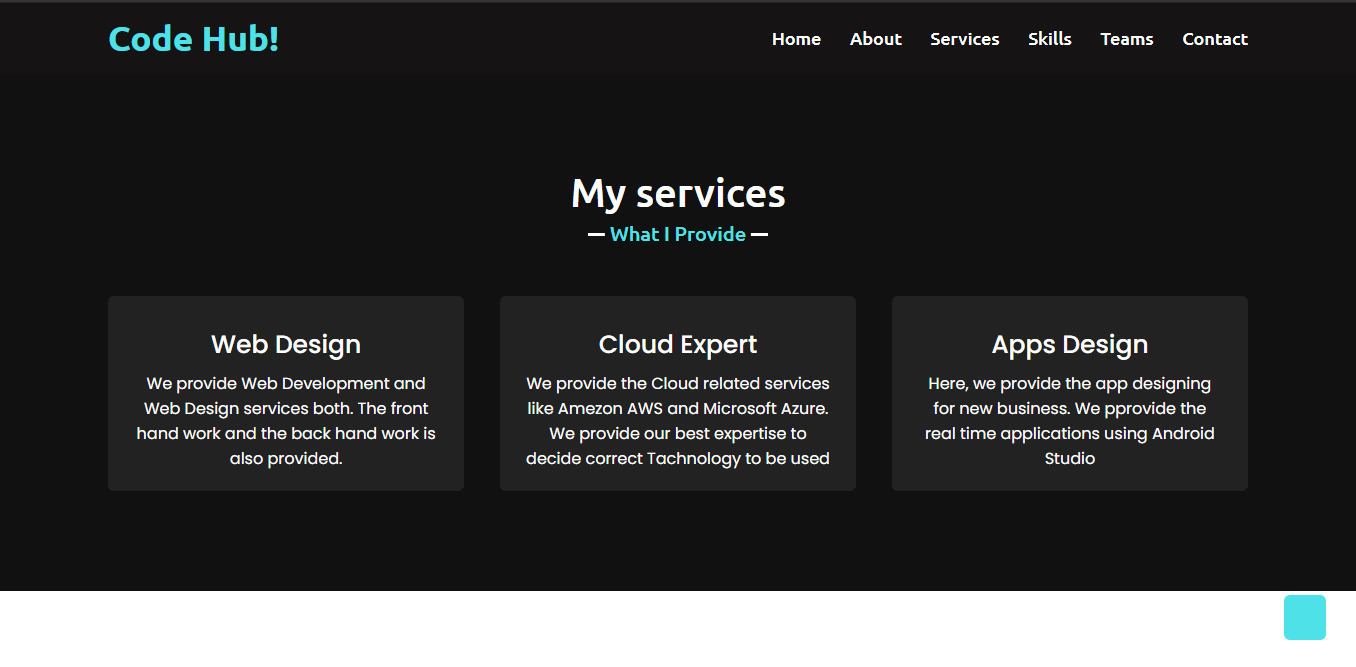 Code Hub!
Home About Services Skills Teams Contact
My services
— What I Provide —
Web Design
We provide Web Development and
Web Design services both. The front
hand work and the back hand work is
also provided.
Cloud Expert
We provide the Cloud related services
like Amezon AWS and Microsoft Azure.
We provide our best expertise to
decide correct Tachnology to be used
Apps Design
Here, we provide the app designing
for new business. We pprovide the
real time applications using Android
Studio